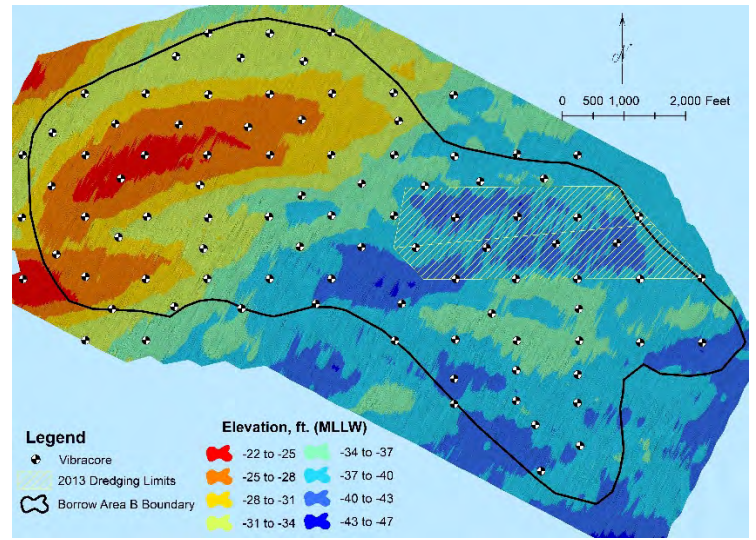 N
0 500 1,000 2,000 Feet
Legend
Vibracore
2013 Dredging Limits
Borrow Area B Boundary
Elevation, ft. (MLLW)
-22 to -25
-25 to -28
-28 to -31
-31 to -34
-34 to -37
-37 to -40
-40 to -43
-43 to -47